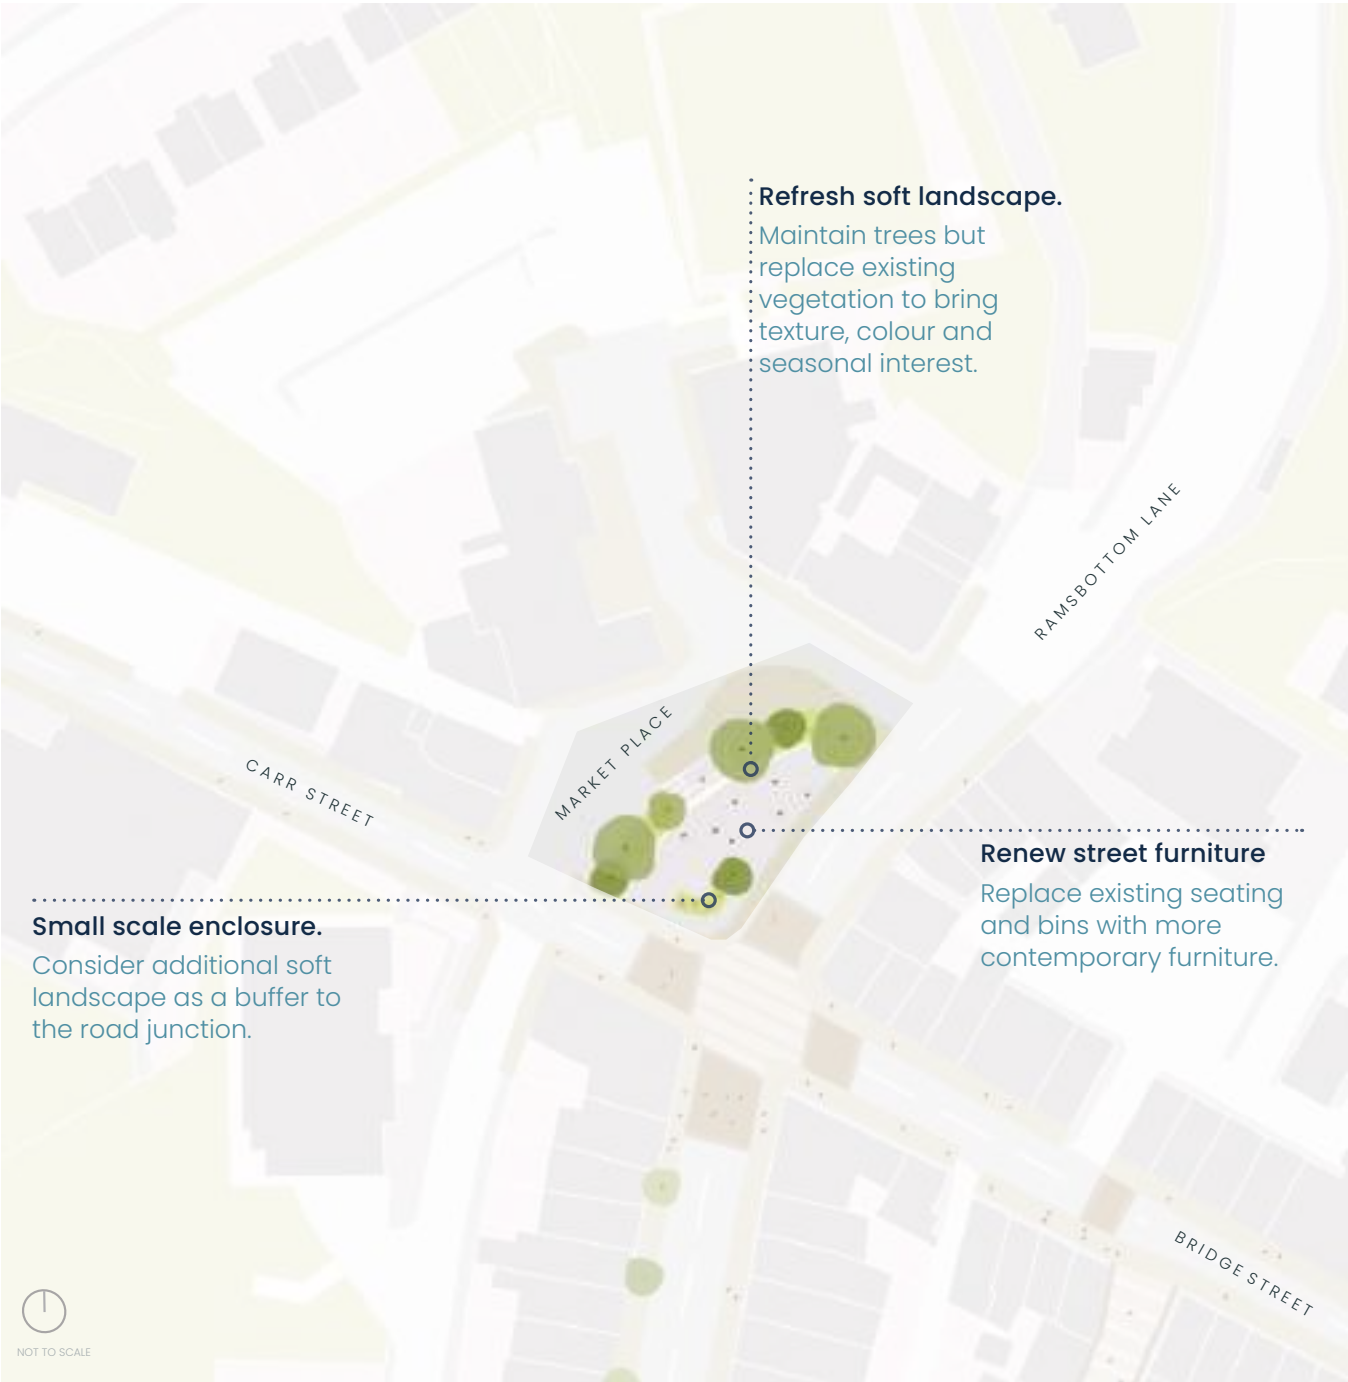 Refresh soft landscape.
Maintain trees but
replace existing
vegetation to bring
texture, colour and
seasonal interest.
RAMSBOTTOM LANE
MARKET PLACE
CARR STREET
Renew street furniture
Replace existing seating
and bins with more
contemporary furniture.
Small scale enclosure.
Consider additional soft
landscape as a buffer to
the road junction.
BRIDGE STREET
NOT TO SCALE